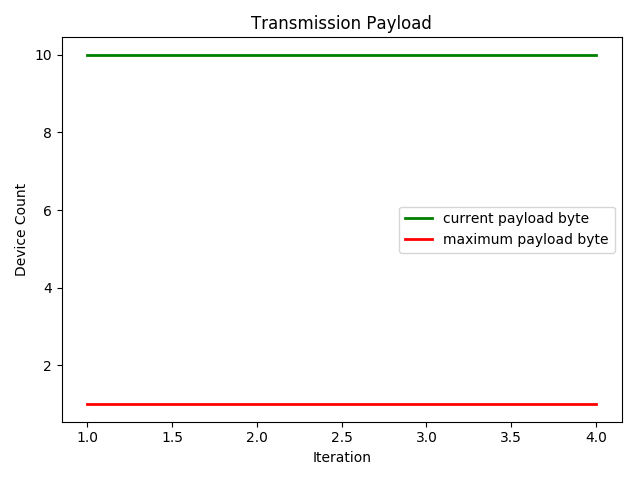 Transmission Payload
10
8
6
4
2
Device Count
current payload byte
maximum payload byte
1.0 1.5 2.0 2.5 3.0 3.5 4.0
Iteration